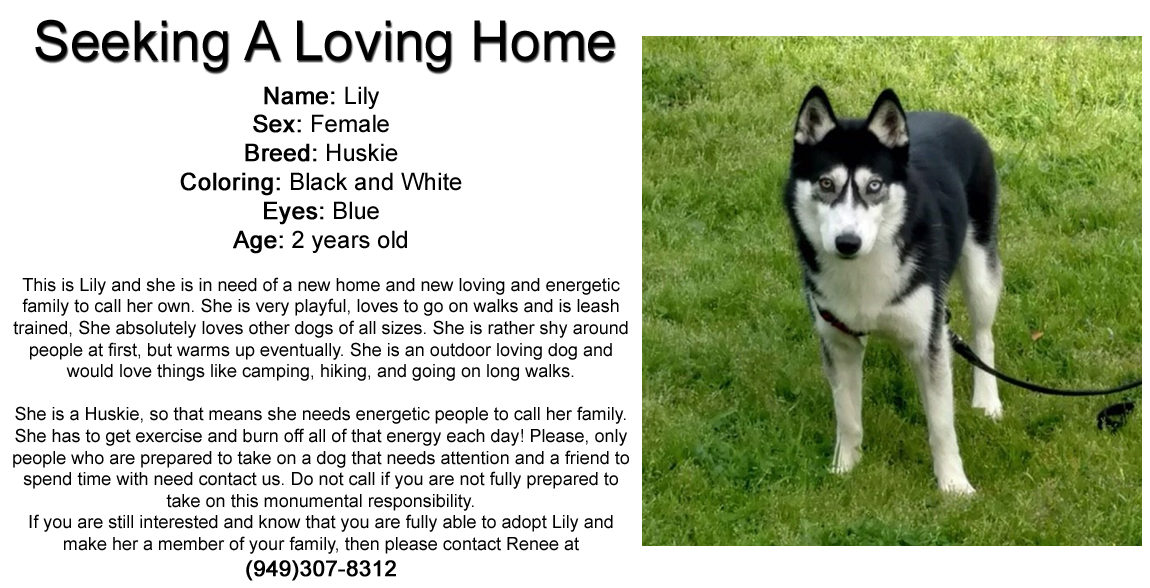 Seeking A Loving Home
Name: Lily
Sex: Female
Breed: Huskie
Coloring: Black and White
Eyes: Blue
Age: 2 years old
This is Lily and she is in need of a new home and new loving and energetic
family to call her own. She is very playful, loves to go on walks and is leash
trained, She absolutely loves other dogs of all sizes. She is rather shy around
people at first, but warms up eventually. She is an outdoor loving dog and
would love things like camping, hiking, and going on long walks.
She is a Huskie, so that means she needs energetic people to call her family.
She has to get exercise and burn off all of that energy each day! Please, only
people who are prepared to take on a dog that needs attention and a friend to
spend time with need contact us. Do not call if you are not fully prepared to
take on this monumental responsibility.
If you are still interested and know that you are fully able to adopt Lily and
make her a member of your family, then please contact Renee at
(949)307-8312